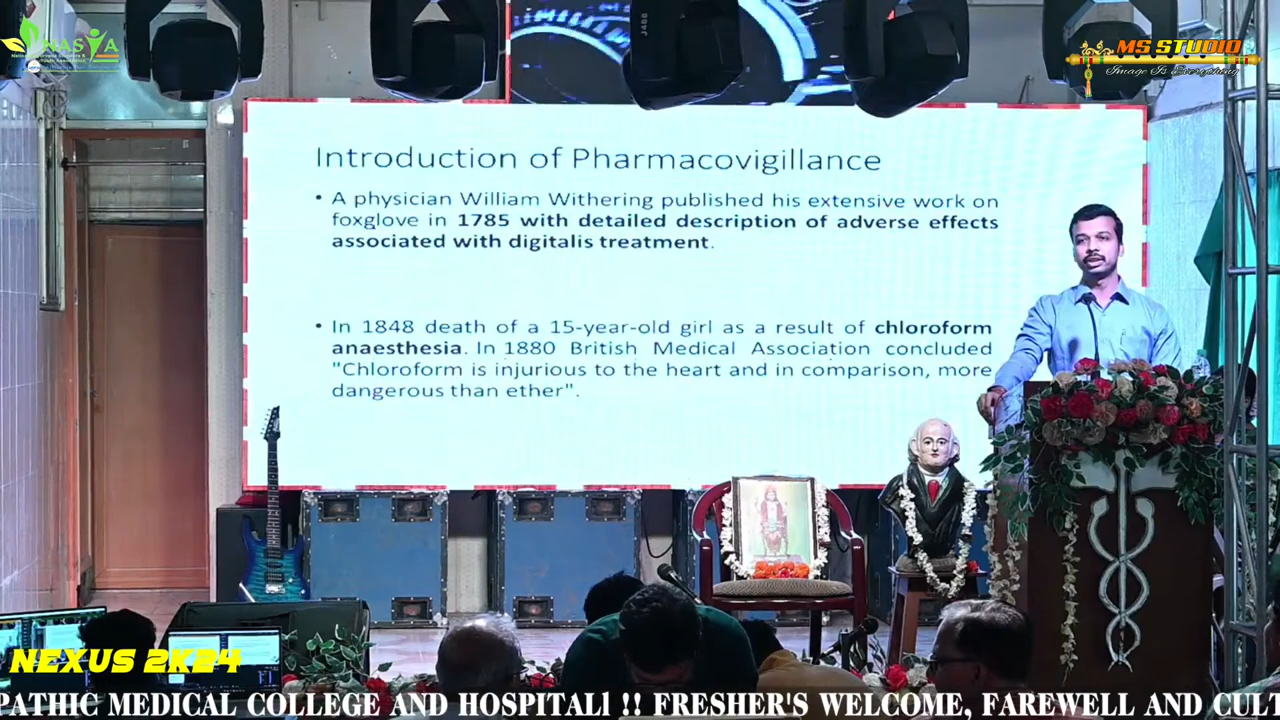 NASYA
MS STUDIO
Image Is Everything
Introduction of Pharmacovigillance
• A physician William Withering published his extensive work on
foxglove in 1785 with detailed description of adverse effects
associated with digitalis treatment.
• In 1848 death of a 15-year-old girl as a result of chloroform
anaesthesia. In 1880 British Medical Association concluded
"Chloroform is injurious to the heart and in comparison, more
dangerous than ether".
NEXUS 2K24
PATHIC MEDICAL COLLEGE AND HOSPITALl !! FRESHER'S WELCOME, FAREWELL AND CULT